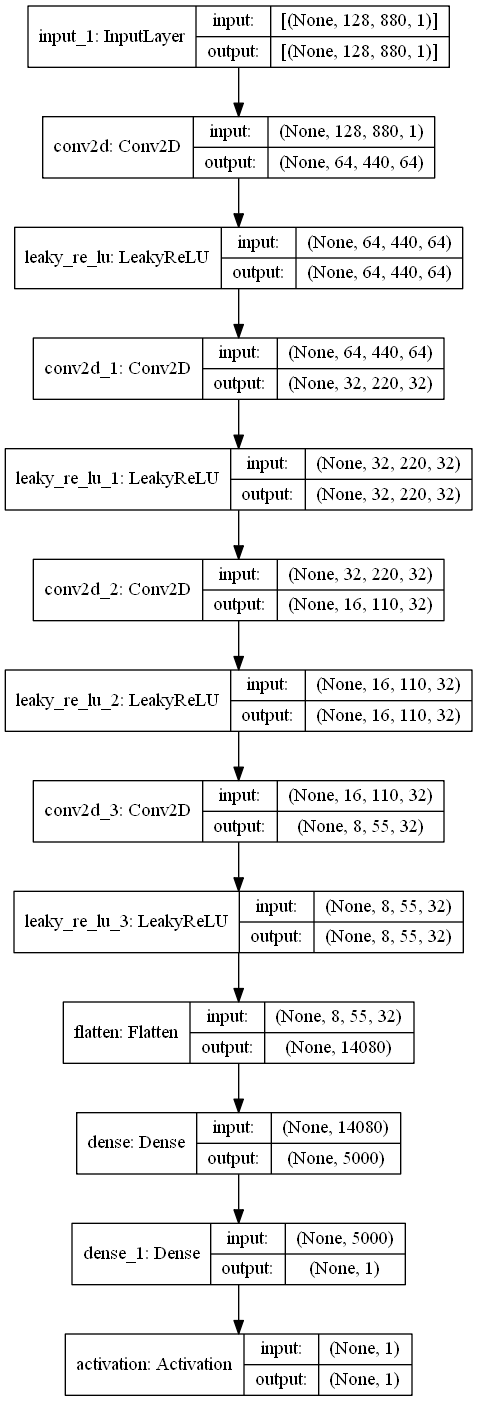 input_1: InputLayer input: [(None, 128, 880, 1)]
output: [(None, 128, 880, 1)]
conv2d: Conv2D input: (None, 128, 880, 1)
output: (None, 64, 440, 64)
leaky_re_lu: LeakyReLU input: (None, 64, 440, 64)
output: (None, 64, 440, 64)
conv2d_1: Conv2D input: (None, 64, 440, 64)
output: (None, 32, 220, 32)
leaky_re_lu_1: LeakyReLU input: (None, 32, 220, 32)
output: (None, 32, 220, 32)
conv2d_2: Conv2D input: (None, 32, 220, 32)
output: (None, 16, 110, 32)
leaky_re_lu_2: LeakyReLU input: (None, 16, 110, 32)
output: (None, 16, 110, 32)
conv2d_3: Conv2D input: (None, 16, 110, 32)
output: (None, 8, 55, 32)
leaky_re_lu_3: LeakyReLU input: (None, 8, 55, 32)
output: (None, 8, 55, 32)
flatten: Flatten input: (None, 8, 55, 32)
output: (None, 14080)
dense: Dense input: (None, 14080)
output: (None, 5000)
dense_1: Dense input: (None, 5000)
output: (None, 1)
activation: Activation input: (None, 1)
output: (None, 1)